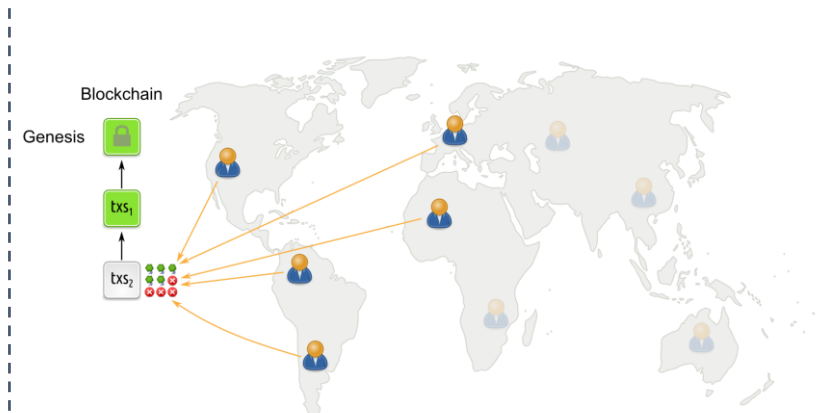 Blockchain
Genesis
txs₁
txs₂